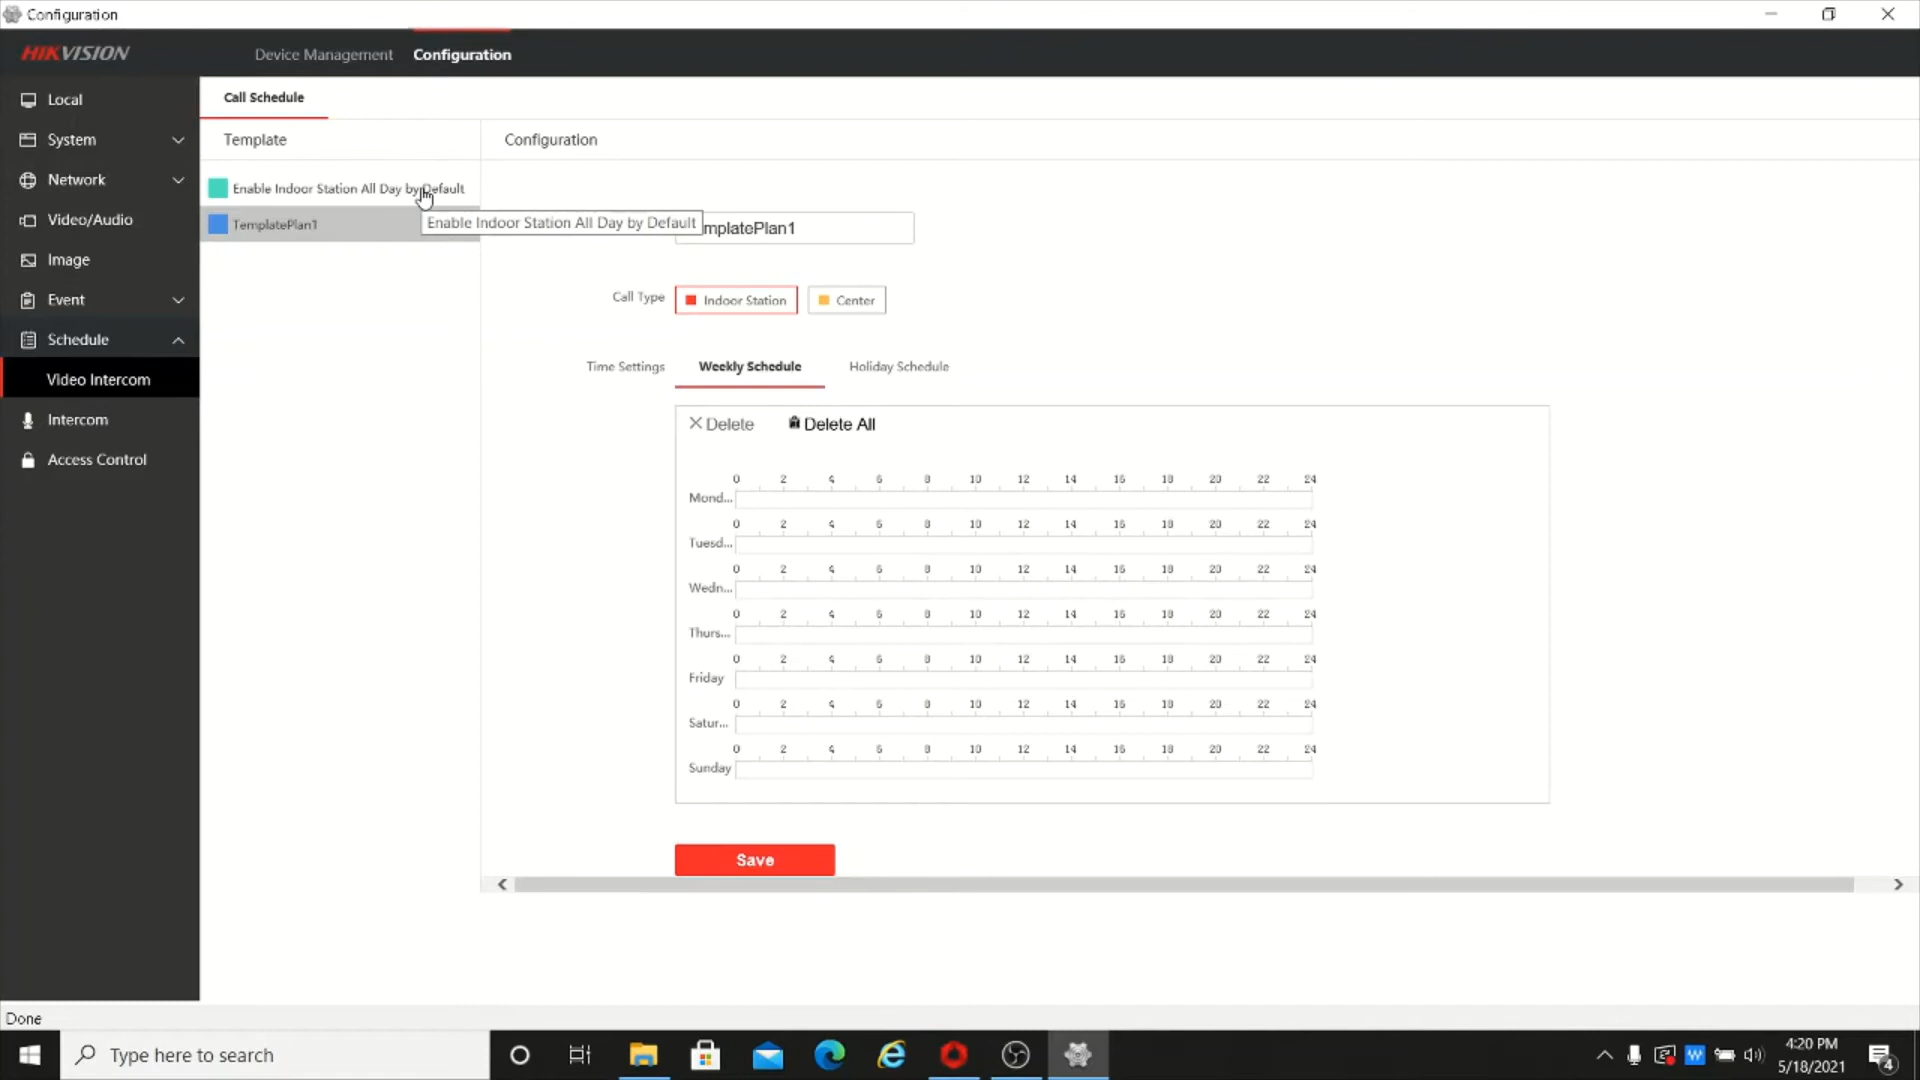 Configuration
HIKVISION
Device Management
Configuration
Local
System
Network
Video/Audio
Image
Event
Schedule
Video Intercom
Intercom
Access Control
Call Schedule
Template
Configuration
Enable Indoor Station All Day by Default
TemplatePlan1
Enable Indoor Station All Day by Default
mplatePlan1
Call Type
Indoor Station
Center
Time Settings
Weekly Schedule
Holiday Schedule
Delete
Delete All
0 2 4 6 8 10 12 14 16 18 20 22 24
Mond...
0 2 4 6 8 10 12 14 16 18 20 22 24
Tuesd...
0 2 4 6 8 10 12 14 16 18 20 22 24
Wedn...
0 2 4 6 8 10 12 14 16 18 20 22 24
Thurs...
0 2 4 6 8 10 12 14 16 18 20 22 24
Friday
0 2 4 6 8 10 12 14 16 18 20 22 24
Satur...
0 2 4 6 8 10 12 14 16 18 20 22 24
Sunday
Save
Done
Type here to search
W
4:20 PM
5/18/2021
4